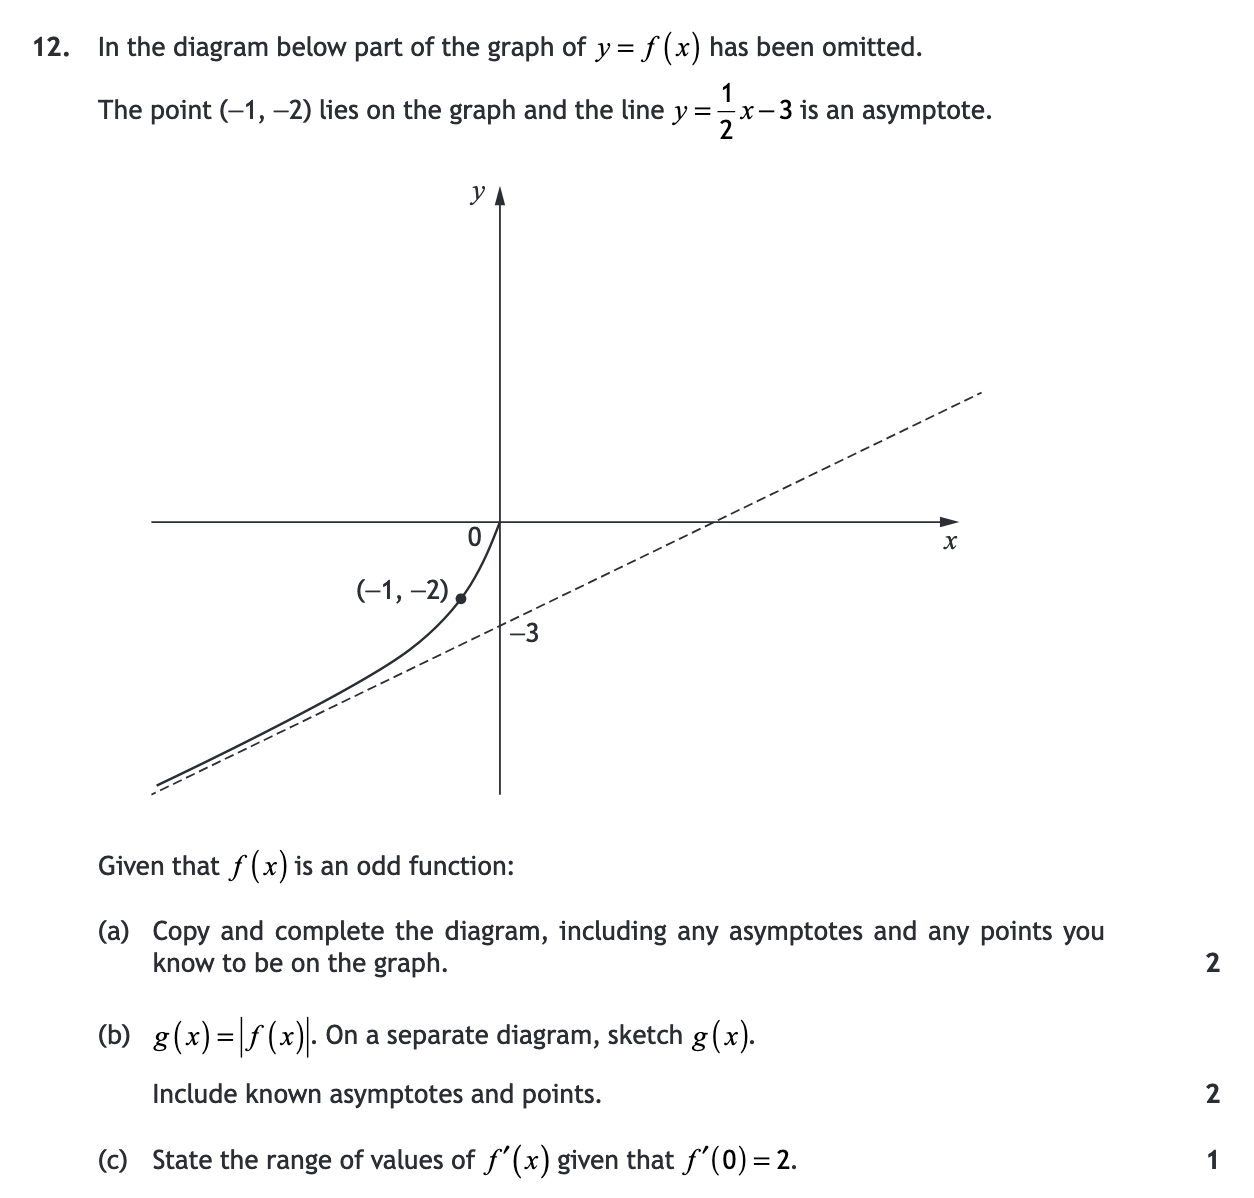 12. In the diagram below part of the graph of y = f(x) has been omitted.
The point (−1, −2) lies on the graph and the line y = 1/2 x − 3 is an asymptote.
y
0
x
(−1, −2)
−3
Given that f(x) is an odd function:
(a) Copy and complete the diagram, including any asymptotes and any points you
know to be on the graph. 2
(b) g(x) = |f(x)|. On a separate diagram, sketch g(x).
Include known asymptotes and points. 2
(c) State the range of values of f′(x) given that f′(0) = 2. 1